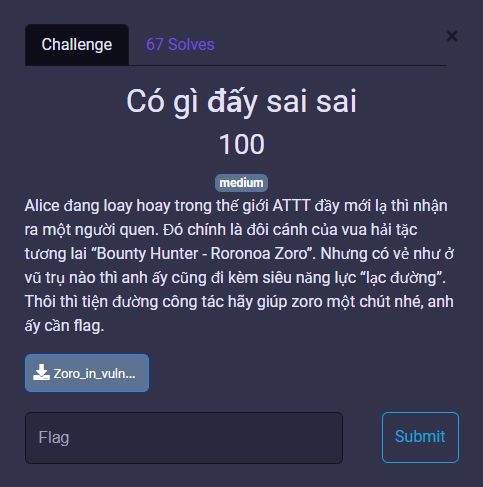 Challenge
67 Solves
×
Có gì đấy sai sai
100
medium
Alice đang loay hoay trong thế giới ATTT đầy mới lạ thì nhận
ra một người quen. Đó chính là đôi cánh của vua hải tặc
tương lai “Bounty Hunter - Roronoa Zoro”. Nhưng có vẻ như ở
vũ trụ nào thì anh ấy cũng đi kèm siêu năng lực “lạc đường”.
Thôi thì tiện đường công tác hãy giúp zoro một chút nhé, anh
ấy cần flag.
Zoro_in_vuln...
Flag
Submit